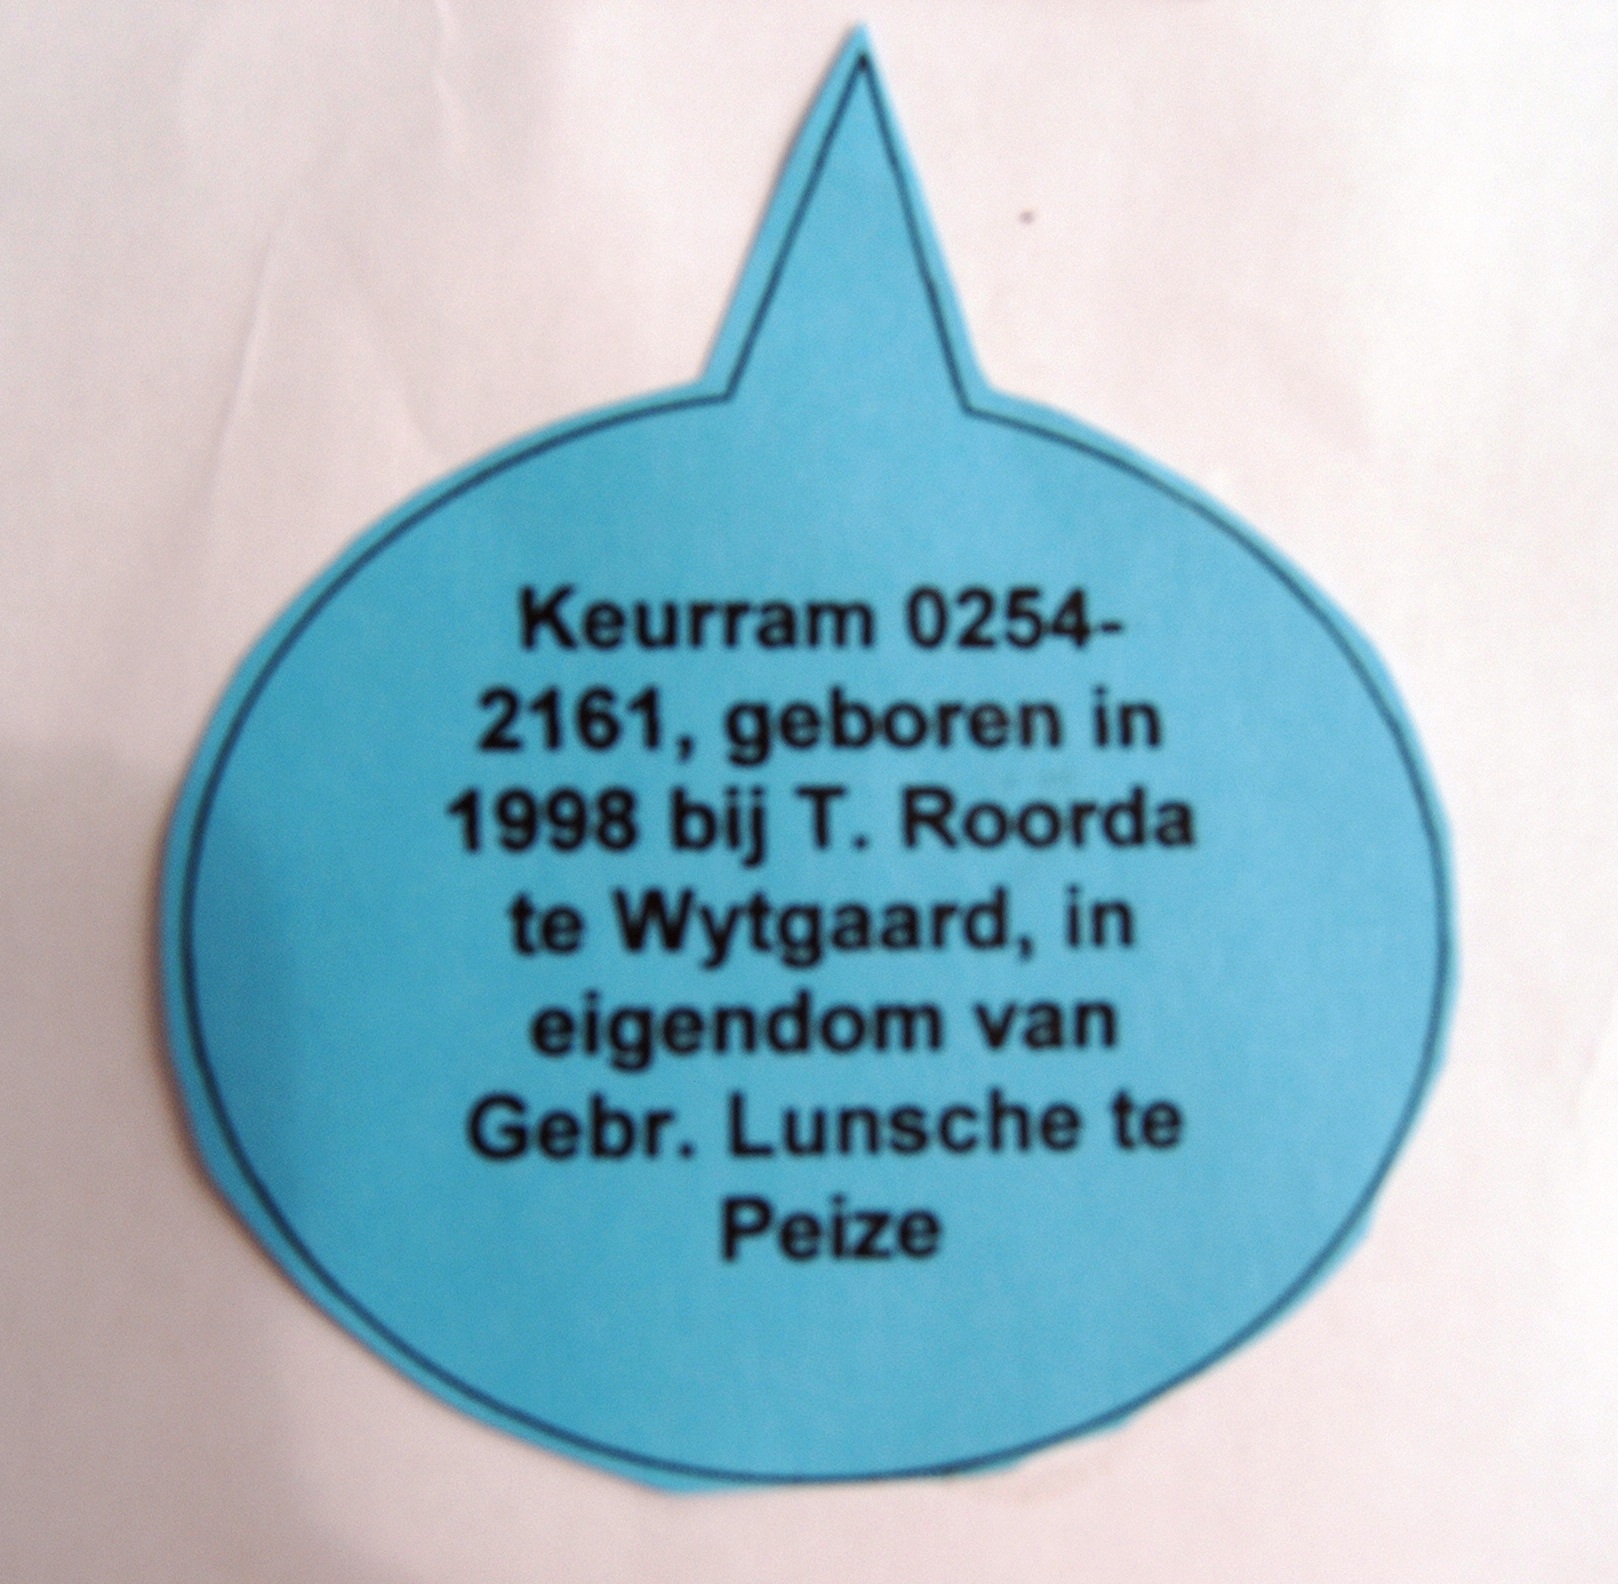 Keurram 0254-
2161, geboren in
1998 bij T. Roorda
te Wytgaard, in
eigendom van
Gebr. Lunsche te
Peize